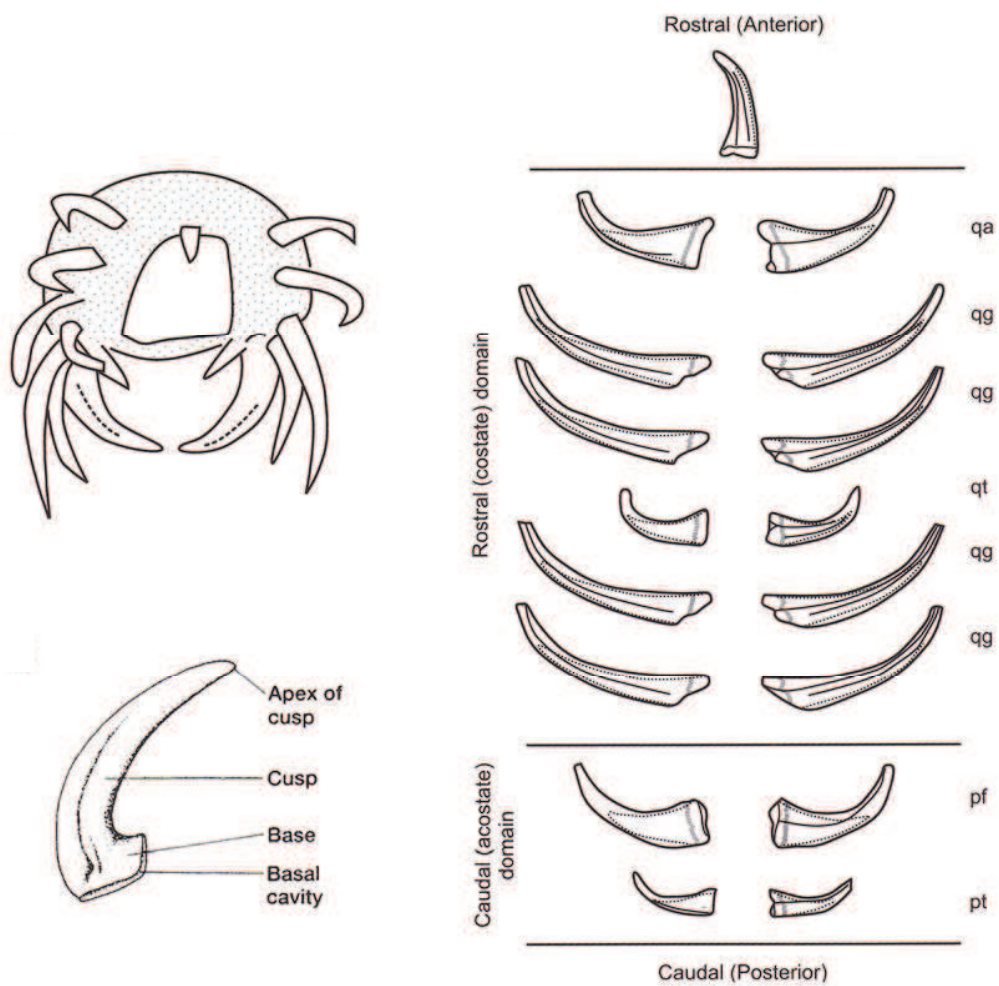 Rostral (Anterior)
qa
qg
qg
qt
qg
qg
Rostral (costate) domain
Apex of
cusp
Cusp
Base
Basal
cavity
pf
pt
Caudal (acostate)
domain
Caudal (Posterior)